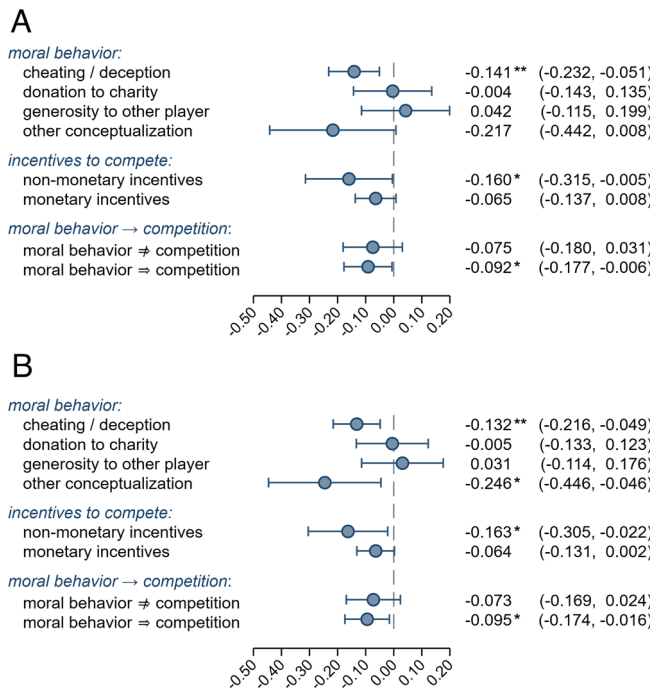 A
moral behavior:
cheating / deception -0.141** (-0.232, -0.051)
donation to charity -0.004 (-0.143, 0.135)
generosity to other player 0.042 (-0.115, 0.199)
other conceptualization -0.217 (-0.442, 0.008)
incentives to compete:
non-monetary incentives -0.160* (-0.315, -0.005)
monetary incentives -0.065 (-0.137, 0.008)
moral behavior → competition:
moral behavior ⇏ competition -0.075 (-0.180, 0.031)
moral behavior ⇒ competition -0.092* (-0.177, -0.006)
-0.50 -0.40 -0.30 -0.20 -0.10 0.00 0.10 0.20
B
moral behavior:
cheating / deception -0.132** (-0.216, -0.049)
donation to charity -0.005 (-0.133, 0.123)
generosity to other player 0.031 (-0.114, 0.176)
other conceptualization -0.246* (-0.446, -0.046)
incentives to compete:
non-monetary incentives -0.163* (-0.305, -0.022)
monetary incentives -0.064 (-0.131, 0.002)
moral behavior → competition:
moral behavior ⇏ competition -0.073 (-0.169, 0.024)
moral behavior ⇒ competition -0.095* (-0.174, -0.016)
-0.50 -0.40 -0.30 -0.20 -0.10 0.00 0.10 0.20